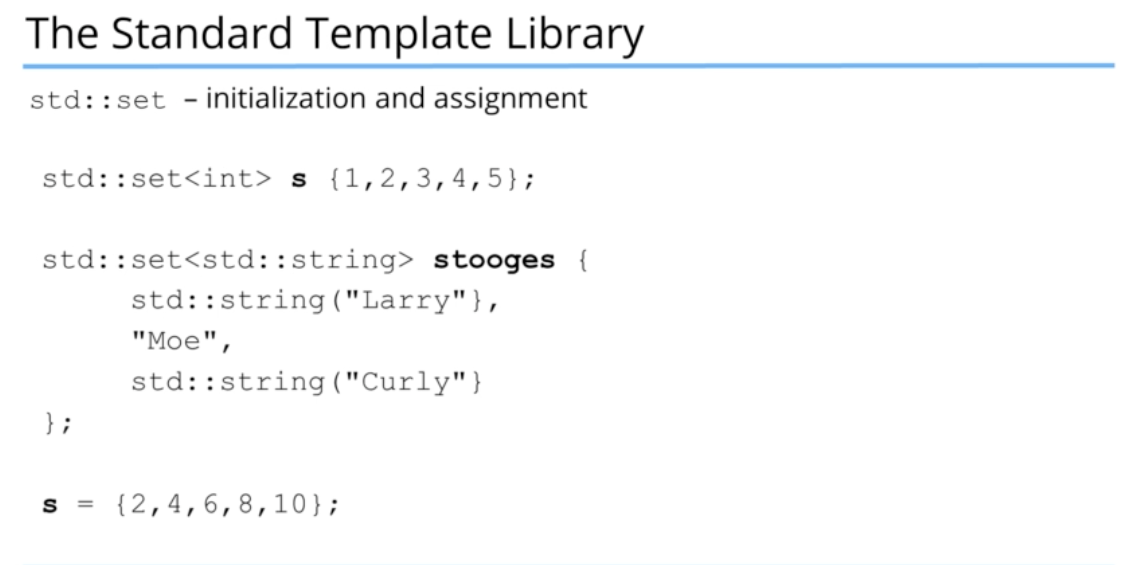 The Standard Template Library
std::set – initialization and assignment
std::set<int> s {1,2,3,4,5};
std::set<std::string> stooges {
std::string("Larry"},
"Moe",
std::string("Curly"}
};
s = {2,4,6,8,10};